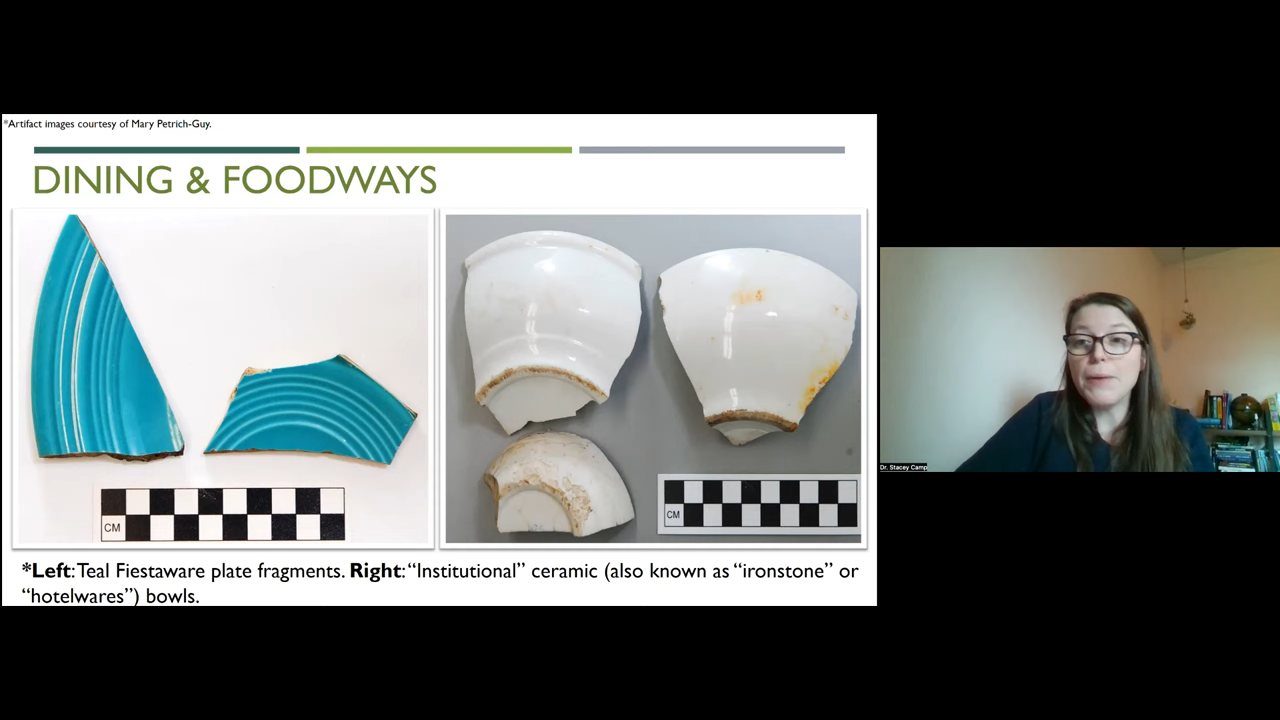 *Artifact images courtesy of Mary Petrich-Guy.
DINING & FOODWAYS
CM
CM
*Left: Teal Fiestaware plate fragments. Right: “Institutional” ceramic (also known as “ironstone” or
“hotelwares”) bowls.
Dr. Stacey Camp